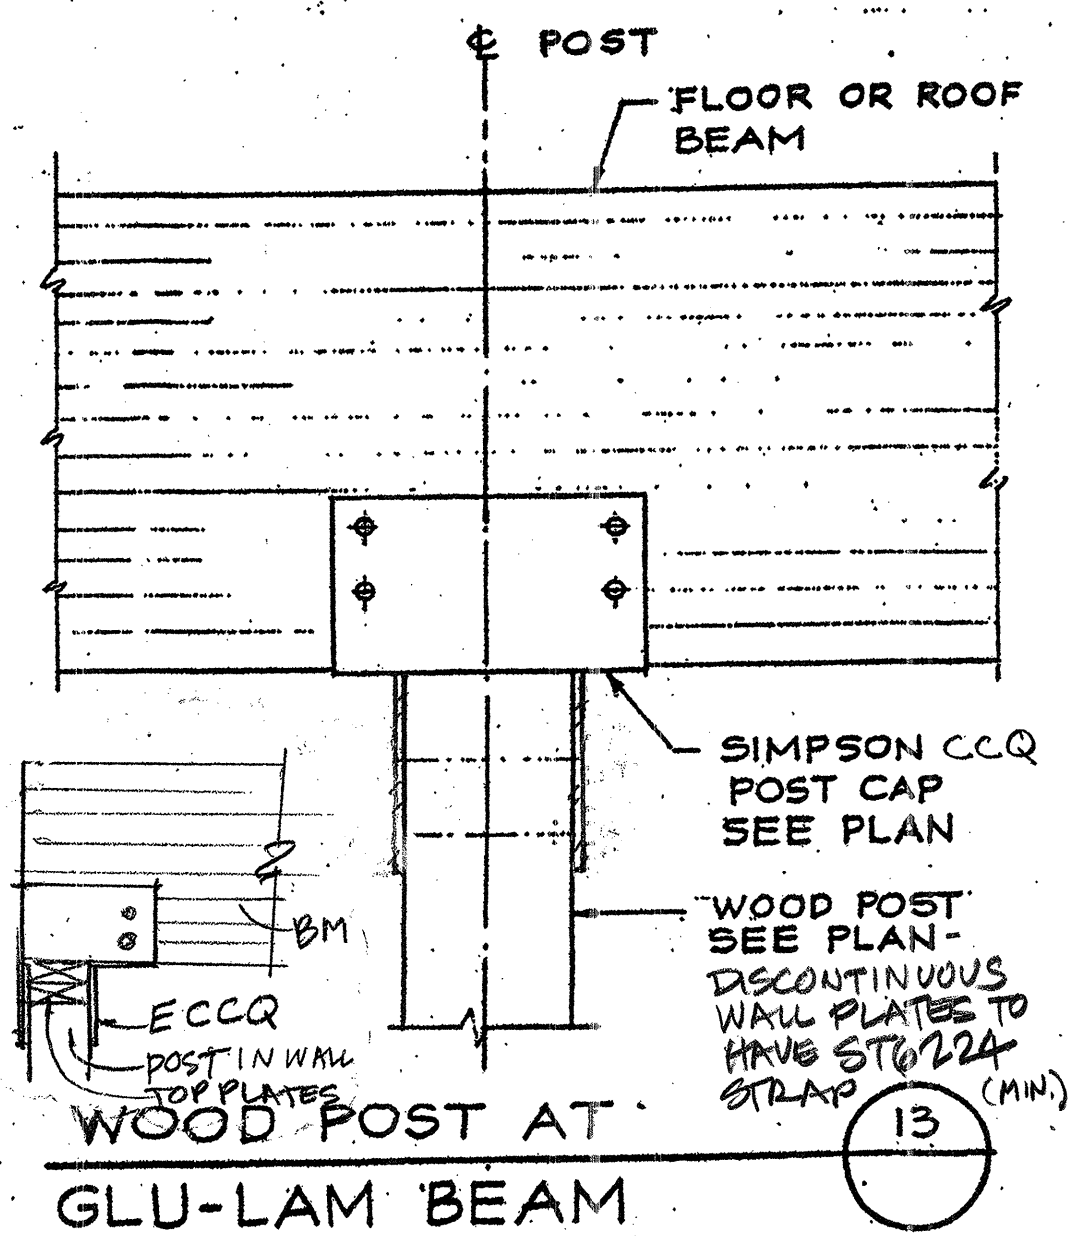 ℄ POST
FLOOR OR ROOF
BEAM
SIMPSON CCQ
POST CAP
SEE PLAN
WOOD POST
SEE PLAN-
DISCONTINUOUS
WALL PLATES TO
HAVE ST6224
STRAP (MIN.)
BM
ECCQ
POST IN WALL
TOP PLATES
WOOD POST AT
GLU-LAM BEAM
13